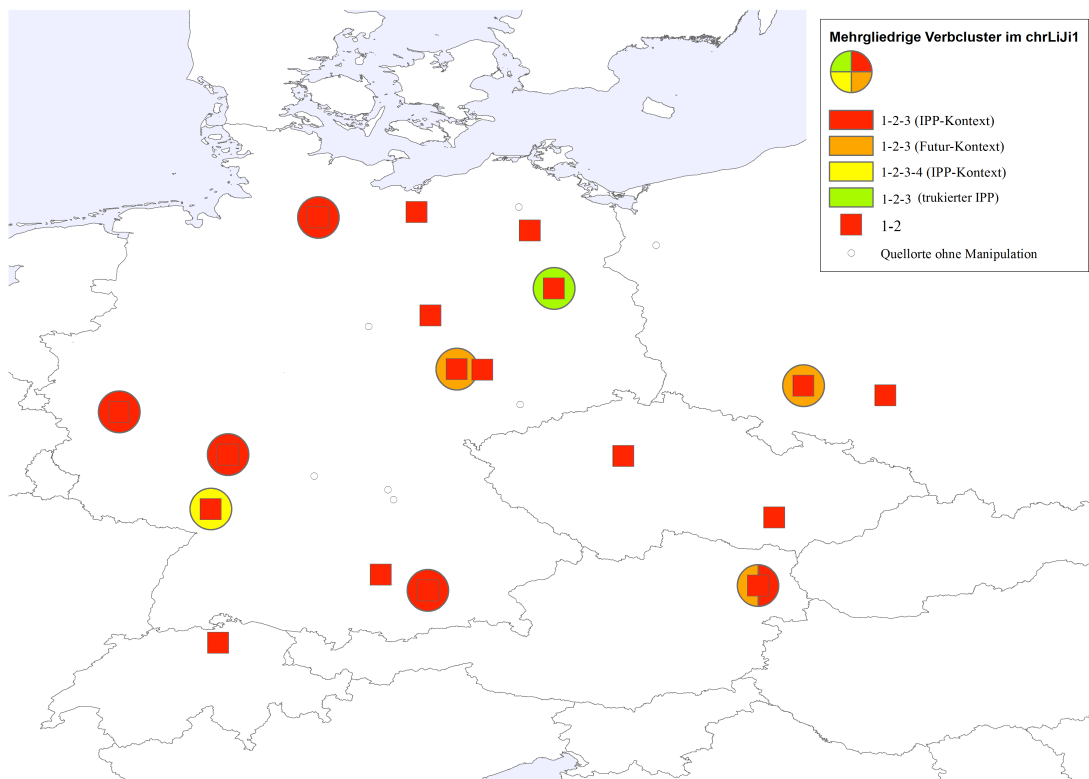 Mehrgliedrige Verbcluster im chrLiJi1
1-2-3 (IPP-Kontext)
1-2-3 (Futur-Kontext)
1-2-3-4 (IPP-Kontext)
1-2-3 (trukierter IPP)
1-2
Quellorte ohne Manipulation